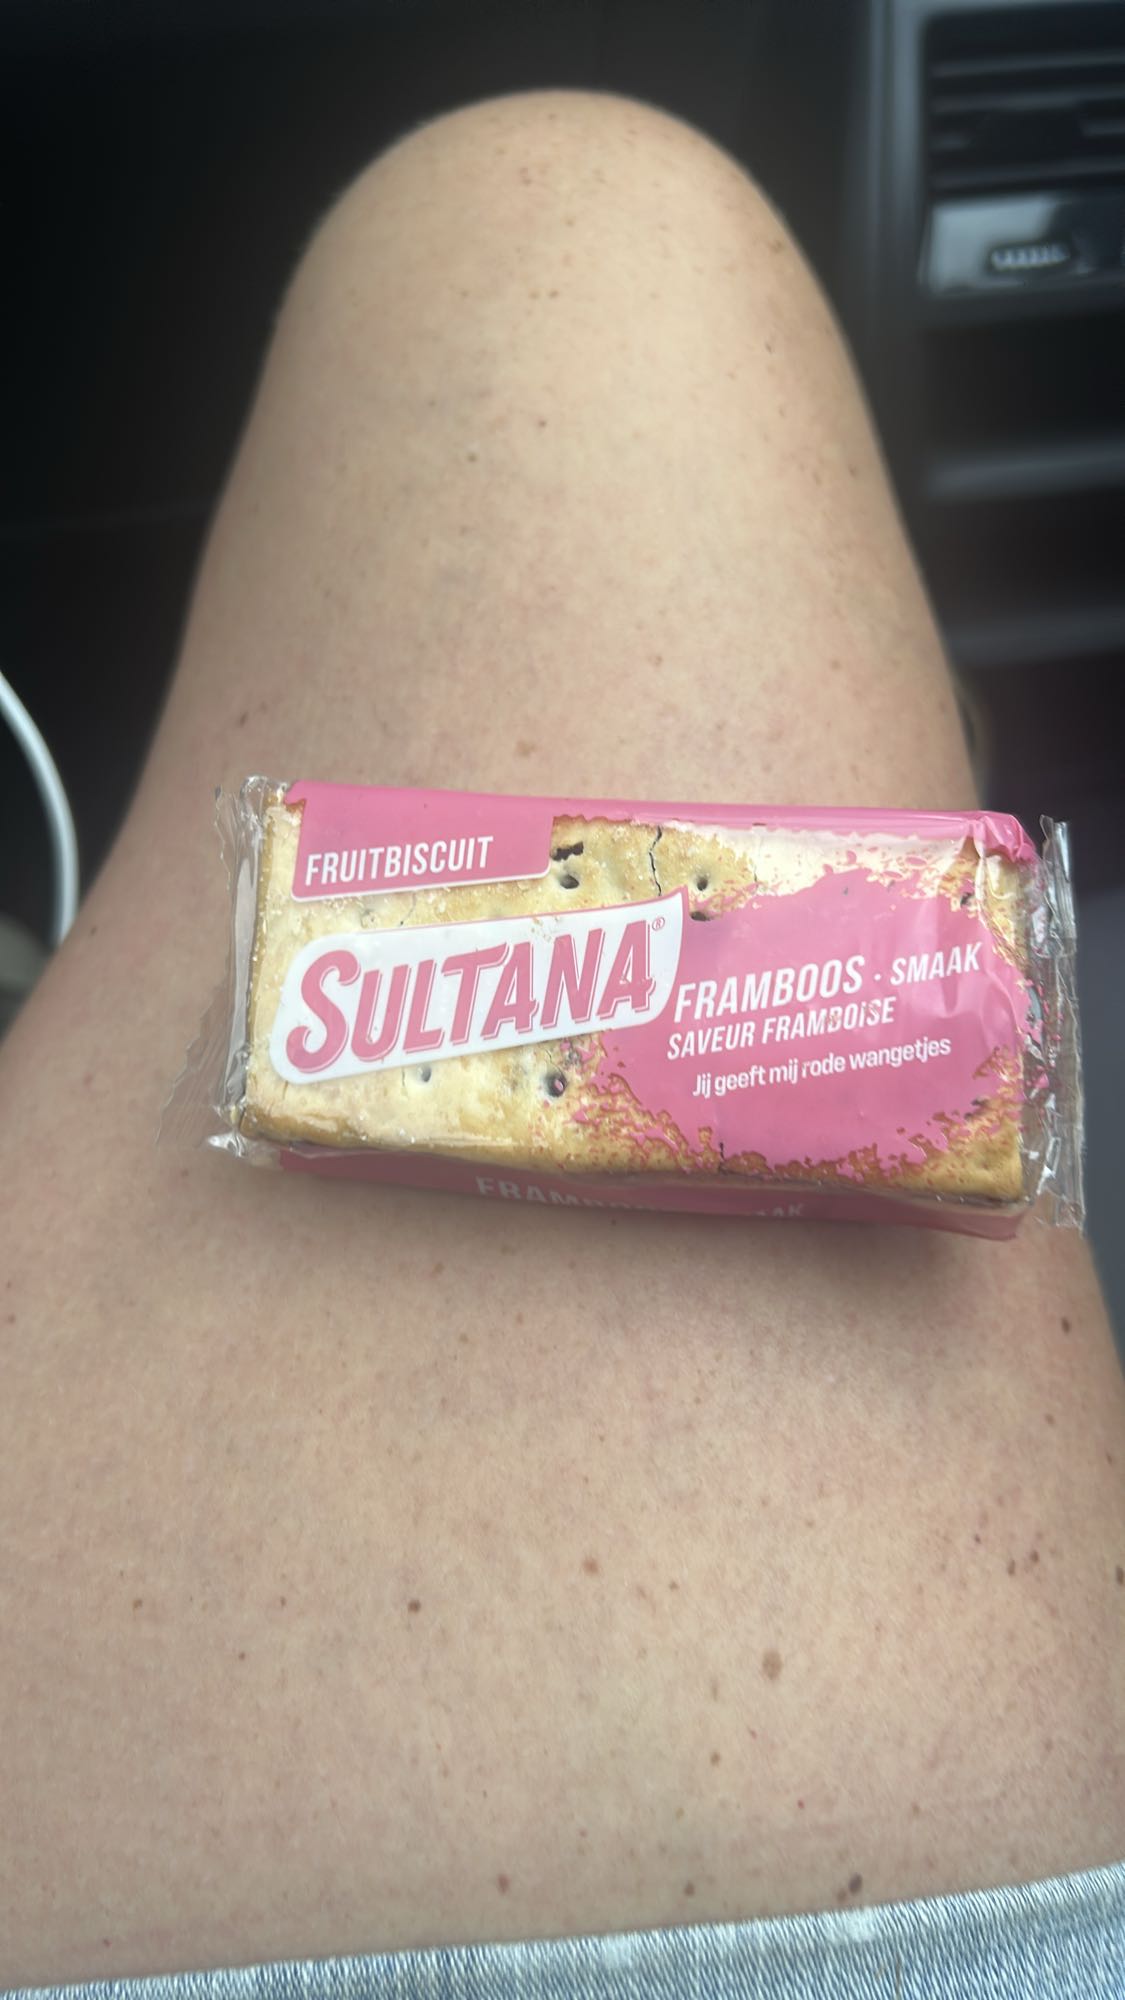 FRUITBISCUIT
SULTANA®
FRAMBOOS · SMAAK
SAVEUR FRAMBOISE
Jij geeft mij rode wangetjes